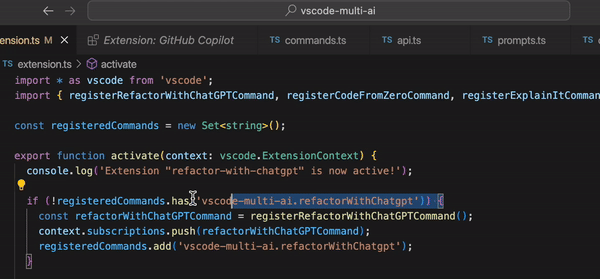 vscode-multi-ai
ension.ts M Extension: GitHub Copilot TS commands.ts TS api.ts TS prompts.ts
TS extension.ts > activate
import * as vscode from 'vscode';
import { registerRefactorWithChatGPTCommand, registerCodeFromZeroCommand, registerExplainItComman
const registeredCommands = new Set<string>();
export function activate(context: vscode.ExtensionContext) {
console.log('Extension "refactor-with-chatgpt" is now active!');
if (!registeredCommands.has('vscode-multi-ai.refactorWithChatgpt')) {
const refactorWithChatGPTCommand = registerRefactorWithChatGPTCommand();
context.subscriptions.push(refactorWithChatGPTCommand);
registeredCommands.add('vscode-multi-ai.refactorWithChatgpt');
}